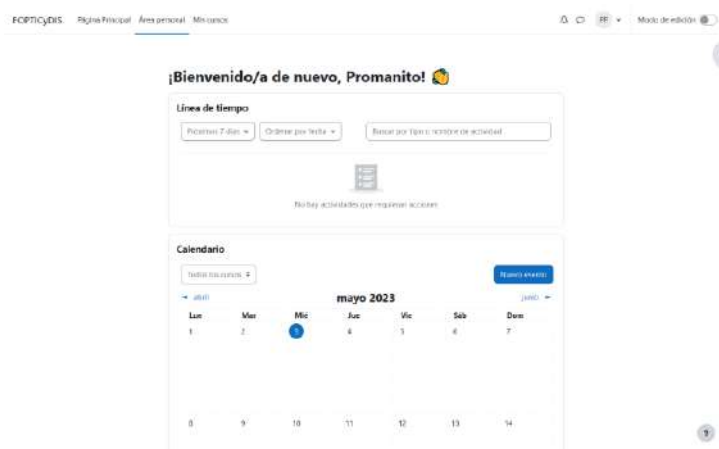 FOPTICyDIS Página Principal Área personal Mis cursos PF Modo de edición
¡Bienvenido/a de nuevo, Promanito!
Línea de tiempo
Próximos 7 días Ordenar por fecha Buscar por tipo o nombre de actividad
No hay actividades que requieran acciones
Calendario
Todos los cursos Nuevo evento
abril mayo 2023 junio
Lun Mar Mié Jue Vie Sáb Dom
1 2 3 4 5 6 7
8 9 10 11 12 13 14
?